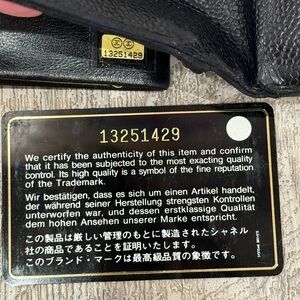 13251429
13251429
We certify the authenticity of this item and confirm
that it has been subjected to the most exacting quality
control. Its high quality is a symbol of the fine reputation
of the Trademark.
Wir bestätigen, dass es sich um einen Artikel handelt,
der während seiner Herstellung strengsten Kontrollen
unterworfen war, und dessen erstklassige Qualität
dem hohen Ansehen unserer Marke entspricht.
この製品は厳しい管理のもとに製造されたシャネル
社の商品であることを証明いたします。
このブランド・マークは最高級品質の象徴です。